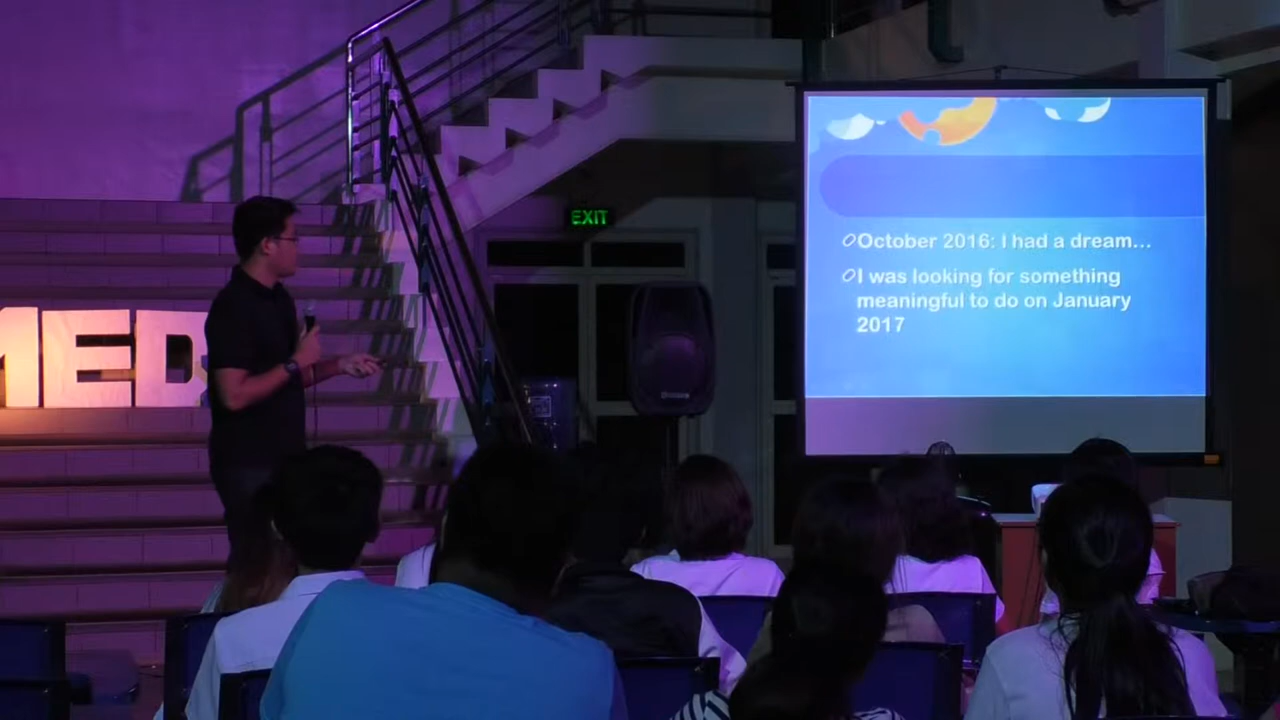 MED
EXIT
October 2016: I had a dream...
I was looking for something
meaningful to do on January
2017